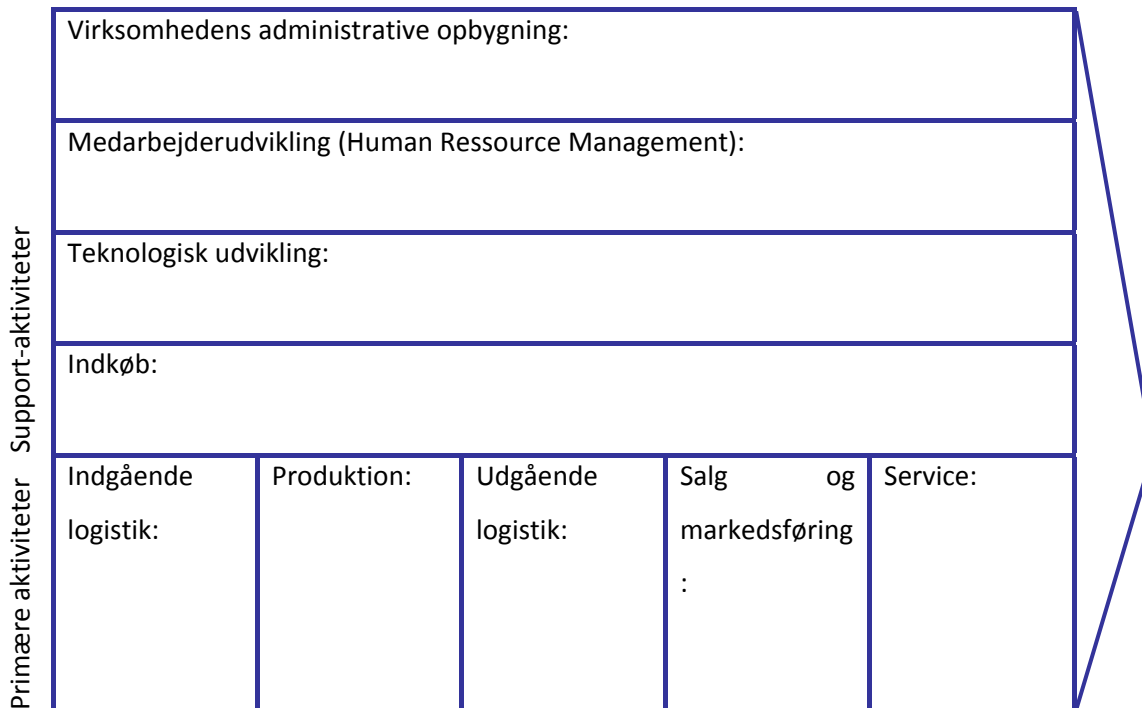 Virksomhedens administrative opbygning:
Medarbejderudvikling (Human Ressource Management):
Teknologisk udvikling:
Indkøb:
Support-aktiviteter
Indgående
logistik:
Produktion:
Udgående
logistik:
Salg og
markedsføring
:
Service:
Primære aktiviteter